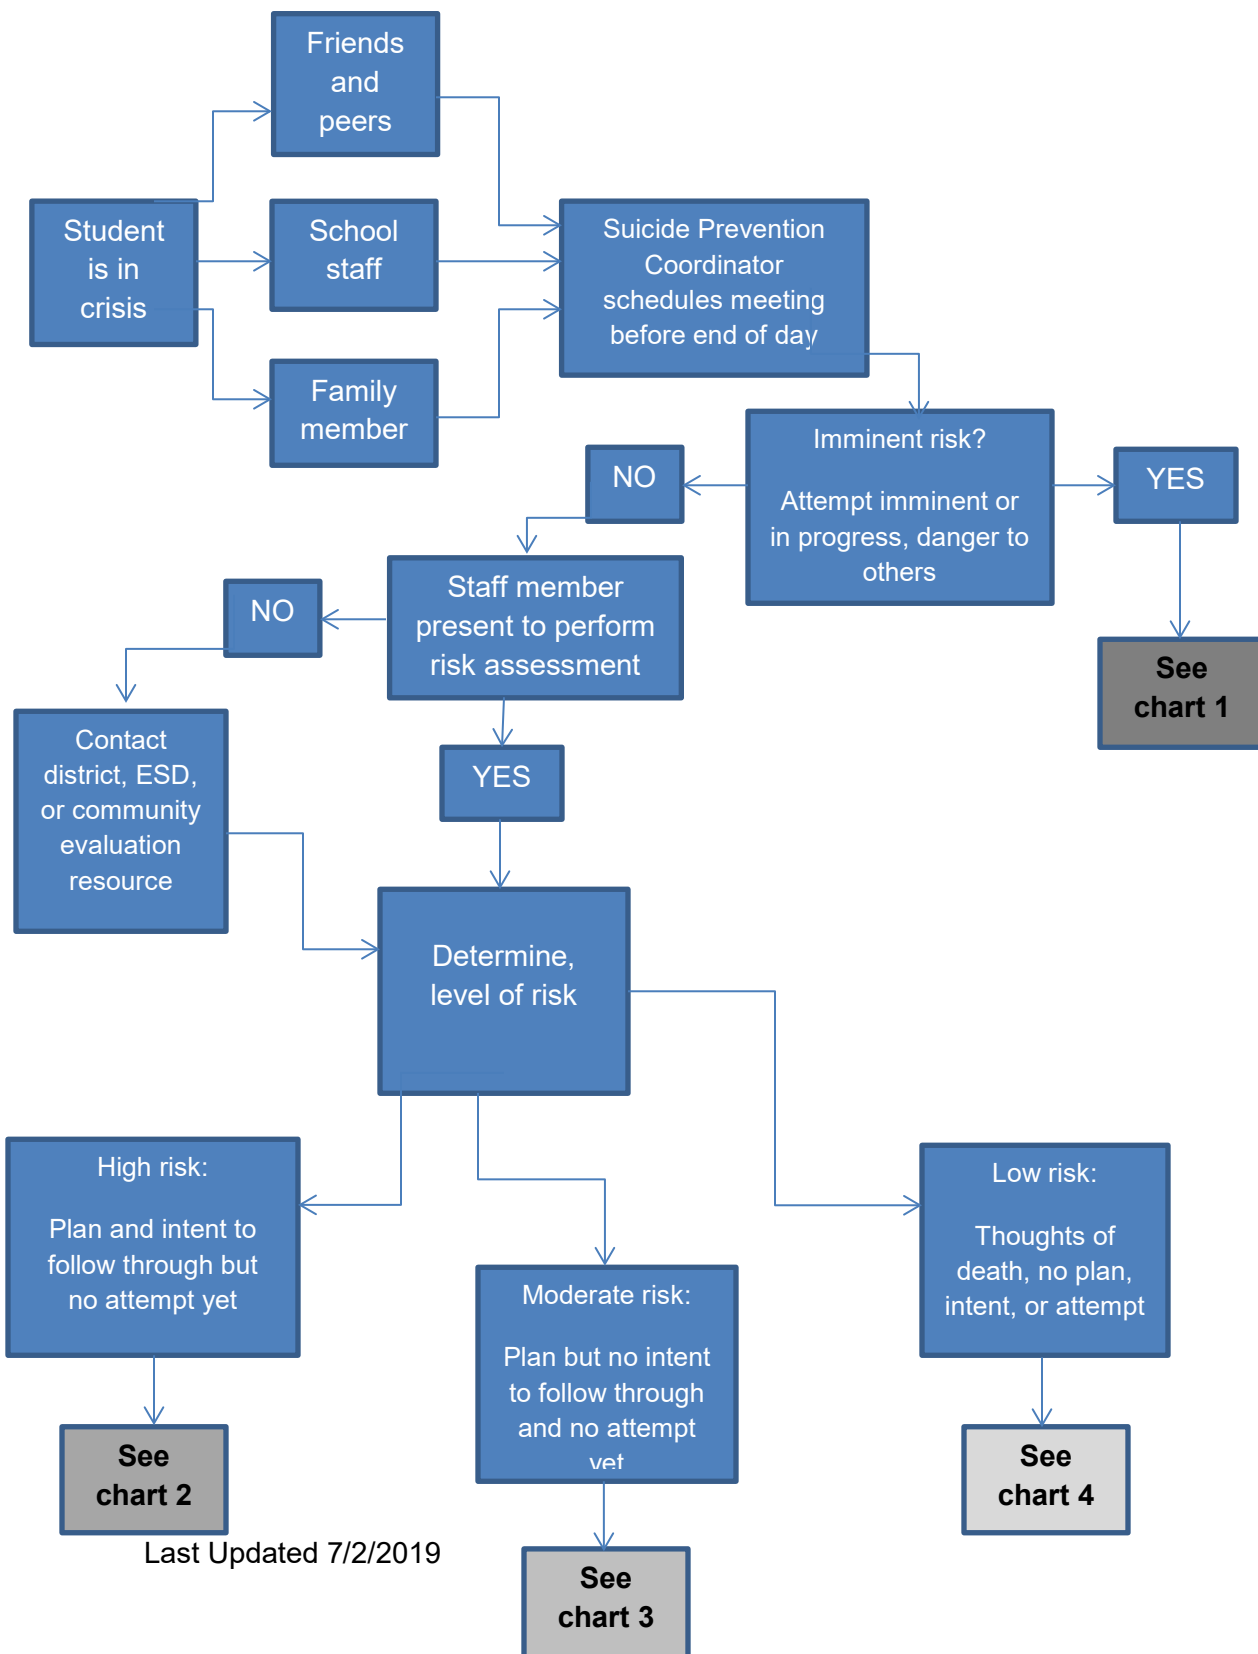 Friends
and
peers
Student
is in
crisis
School
staff
Family
member
Suicide Prevention
Coordinator
schedules meeting
before end of day
Imminent risk?
Attempt imminent or
in progress, danger to
others
NO
YES
See
chart 1
Staff member
present to perform
risk assessment
NO
YES
Contact
district, ESD,
or community
evaluation
resource
Determine,
level of risk
High risk:
Plan and intent to
follow through but
no attempt yet
Moderate risk:
Plan but no intent
to follow through
and no attempt
yet
Low risk:
Thoughts of
death, no plan,
intent, or attempt
See
chart 2
See
chart 3
See
chart 4
Last Updated 7/2/2019